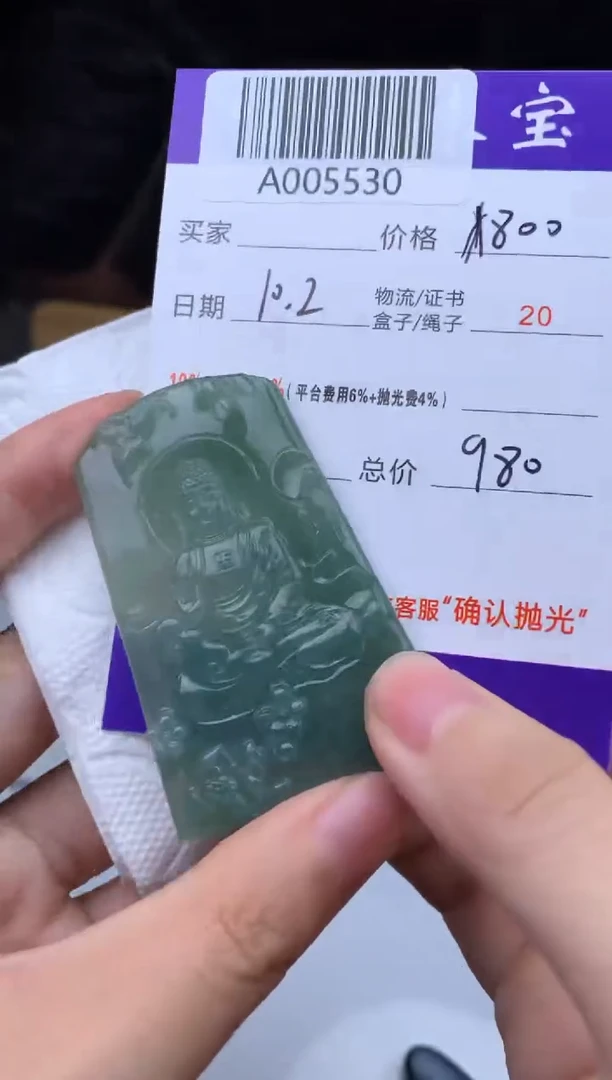 宝
A005530
买家 价格 800
日期 10.2 物流/证书
盒子/绳子 20
(平台费用6%+抛光费4%)
总价 980
客服“确认抛光”